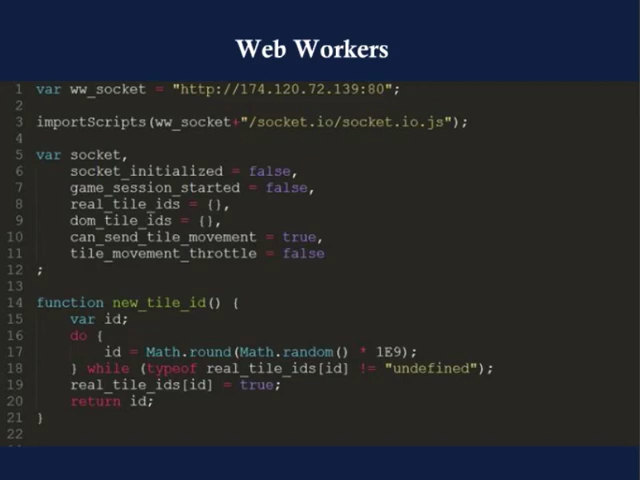 Web Workers
1 var ww_socket = "http://174.120.72.139:80";
2
3 importScripts(ww_socket+"/socket.io/socket.io.js");
4
5 var socket,
6 socket_initialized = false,
7 game_session_started = false,
8 real_tile_ids = {},
9 dom_tile_ids = {},
10 can_send_tile_movement = true,
11 tile_movement_throttle = false
12 ;
13
14 function new_tile_id() {
15 var id;
16 do {
17 id = Math.round(Math.random() * 1E9);
18 } while (typeof real_tile_ids[id] != "undefined");
19 real_tile_ids[id] = true;
20 return id;
21 }
22